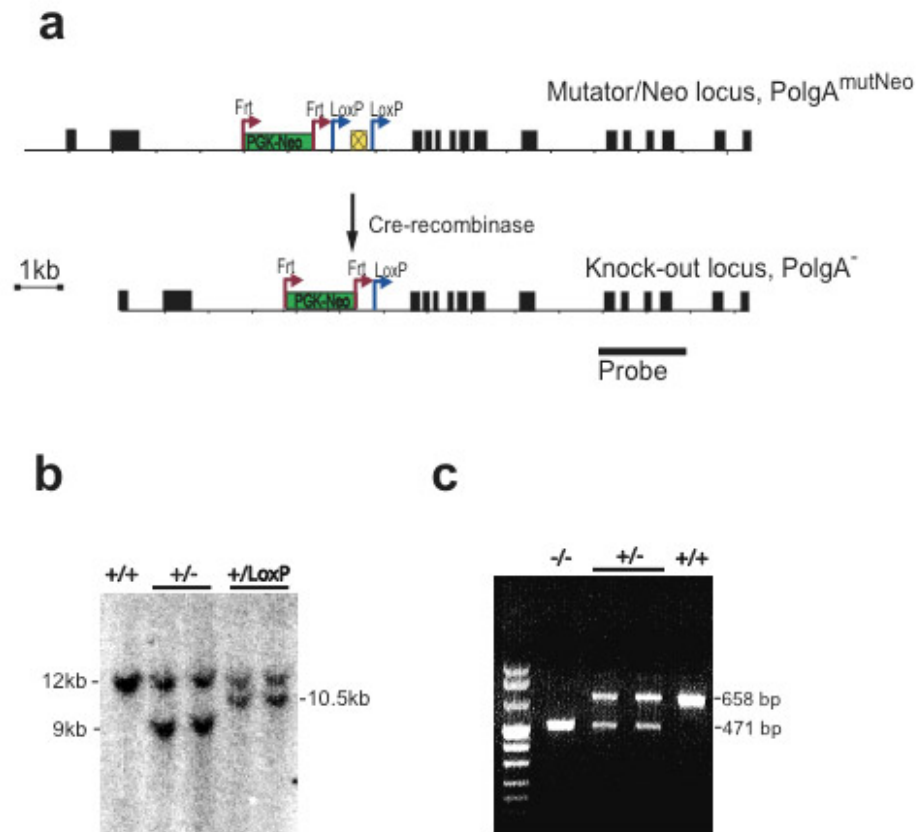 a
Mutator/Neo locus, PolgA^mutNeo
Frt Frt LoxP LoxP
PGK-Neo
Cre-recombinase
1kb
Knock-out locus, PolgA^-
Frt Frt LoxP
PGK-Neo
Probe
b
+/+ +/- +/LoxP
12kb -
-10.5kb
9kb -
c
-/- +/- +/+
-658 bp
-471 bp